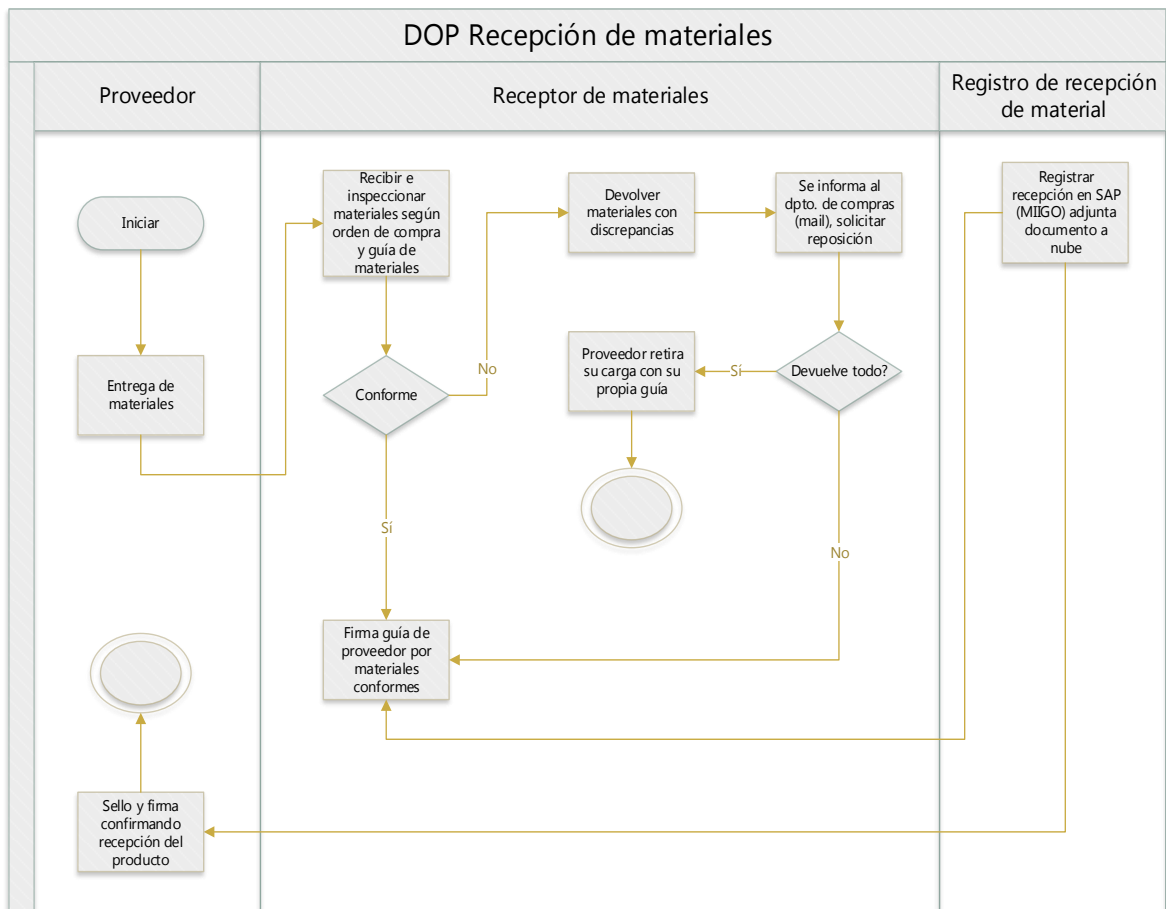 DOP Recepción de materiales
Proveedor
Receptor de materiales
Registro de recepción
de material
Iniciar
Entrega de
materiales
Recibir e
inspeccionar
materiales según
orden de compra
y guía de
materiales
Conforme
No
Sí
Devolver
materiales con
discrepancias
Se informa al
dpto. de compras
(mail), solicitar
reposición
Devuelve todo?
Sí
No
Proveedor retira
su carga con su
propia guía
Firma guía de
proveedor por
materiales
conformes
Registrar
recepción en SAP
(MIIGO) adjunta
documento a
nube
Sello y firma
confirmando
recepción del
producto